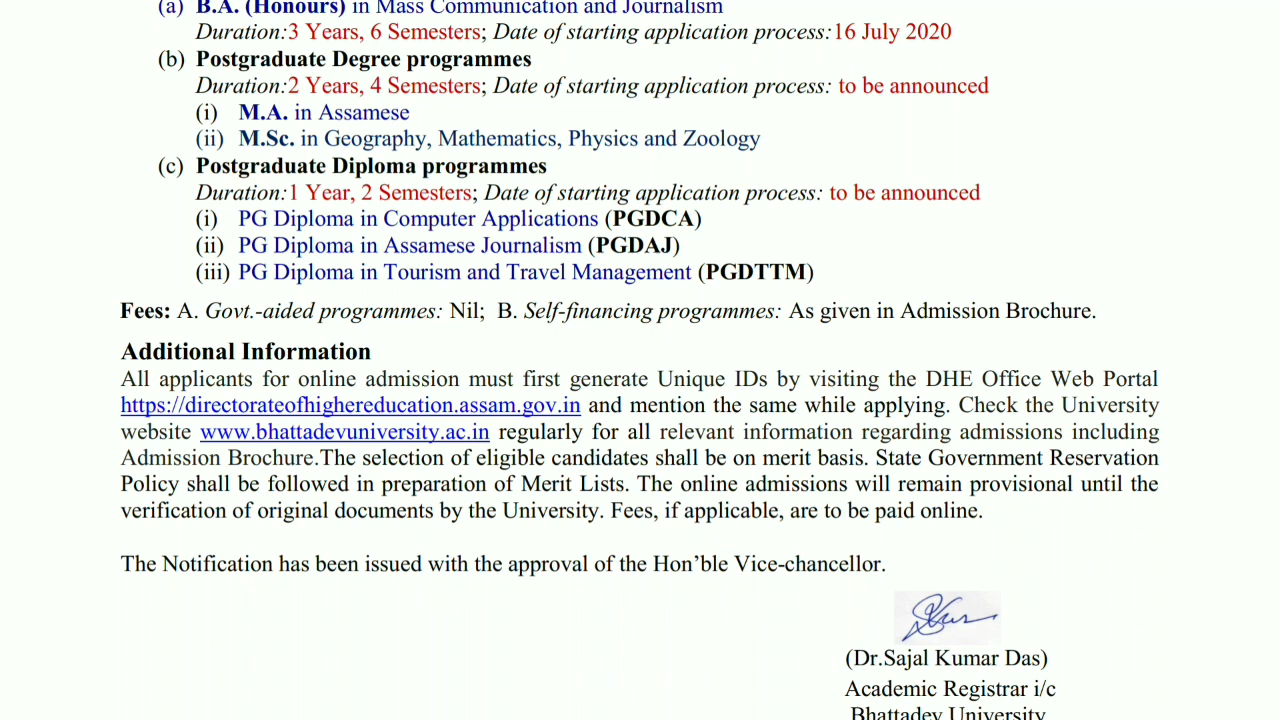 (a) B.A. (Honours) in Mass Communication and Journalism
Duration:3 Years, 6 Semesters; Date of starting application process:16 July 2020
(b) Postgraduate Degree programmes
Duration:2 Years, 4 Semesters; Date of starting application process: to be announced
(i) M.A. in Assamese
(ii) M.Sc. in Geography, Mathematics, Physics and Zoology
(c) Postgraduate Diploma programmes
Duration:1 Year, 2 Semesters; Date of starting application process: to be announced
(i) PG Diploma in Computer Applications (PGDCA)
(ii) PG Diploma in Assamese Journalism (PGDAJ)
(iii) PG Diploma in Tourism and Travel Management (PGDTTM)
Fees: A. Govt.-aided programmes: Nil; B. Self-financing programmes: As given in Admission Brochure.
Additional Information
All applicants for online admission must first generate Unique IDs by visiting the DHE Office Web Portal
https://directorateofhighereducation.assam.gov.in and mention the same while applying. Check the University
website www.bhattadevuniversity.ac.in regularly for all relevant information regarding admissions including
Admission Brochure.The selection of eligible candidates shall be on merit basis. State Government Reservation
Policy shall be followed in preparation of Merit Lists. The online admissions will remain provisional until the
verification of original documents by the University. Fees, if applicable, are to be paid online.
The Notification has been issued with the approval of the Hon’ble Vice-chancellor.
(Dr.Sajal Kumar Das)
Academic Registrar i/c
Bhattadev University